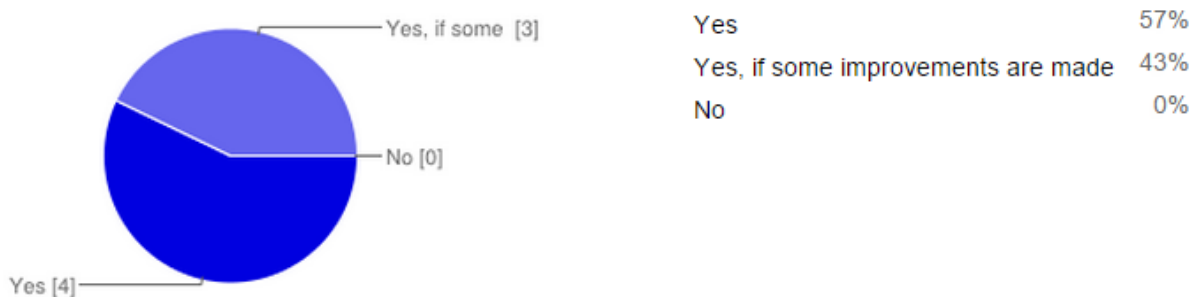 Yes, if some [3]
No [0]
Yes [4]
Yes 57%
Yes, if some improvements are made 43%
No 0%